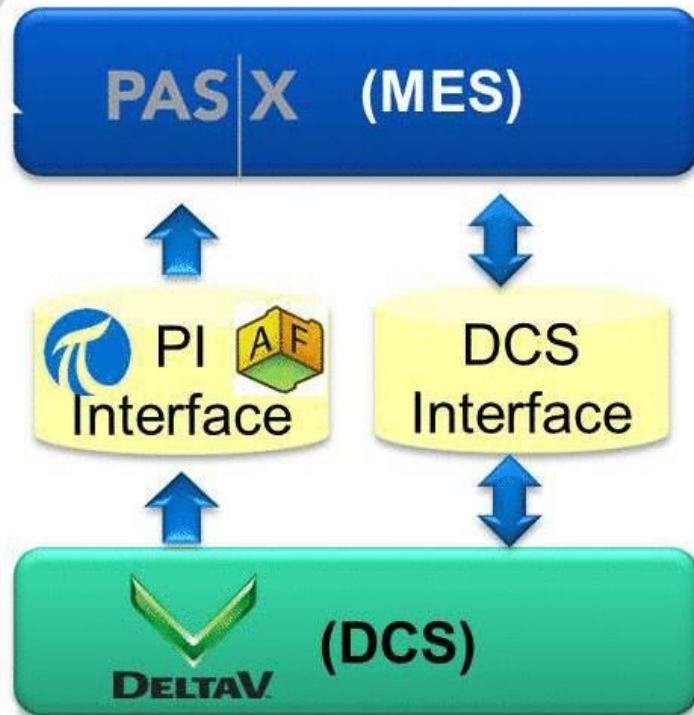 PAS|X (MES)
π PI AF
Interface
DCS
Interface
DELTAV (DCS)